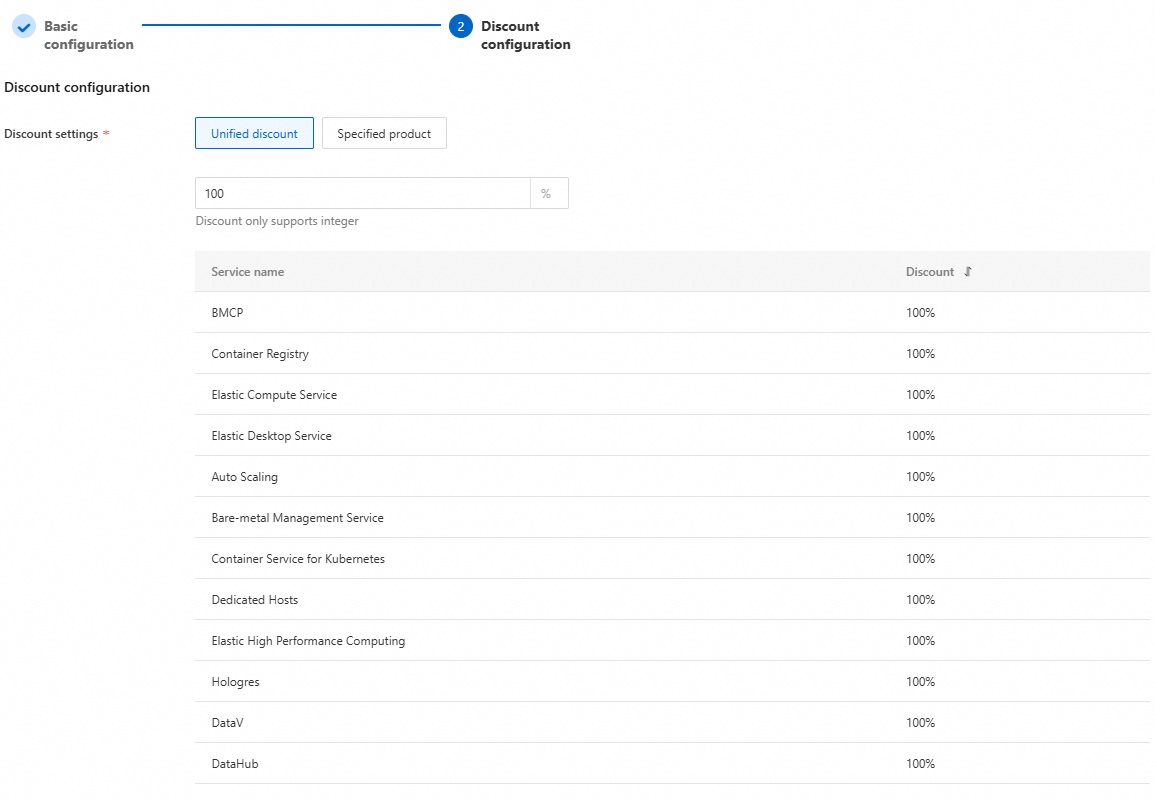 Basic
configuration
2
Discount
configuration
Discount configuration
Discount settings *
Unified discount
Specified product
100
%
Discount only supports integer
Service name Discount
BMCP 100%
Container Registry 100%
Elastic Compute Service 100%
Elastic Desktop Service 100%
Auto Scaling 100%
Bare-metal Management Service 100%
Container Service for Kubernetes 100%
Dedicated Hosts 100%
Elastic High Performance Computing 100%
Hologres 100%
DataV 100%
DataHub 100%